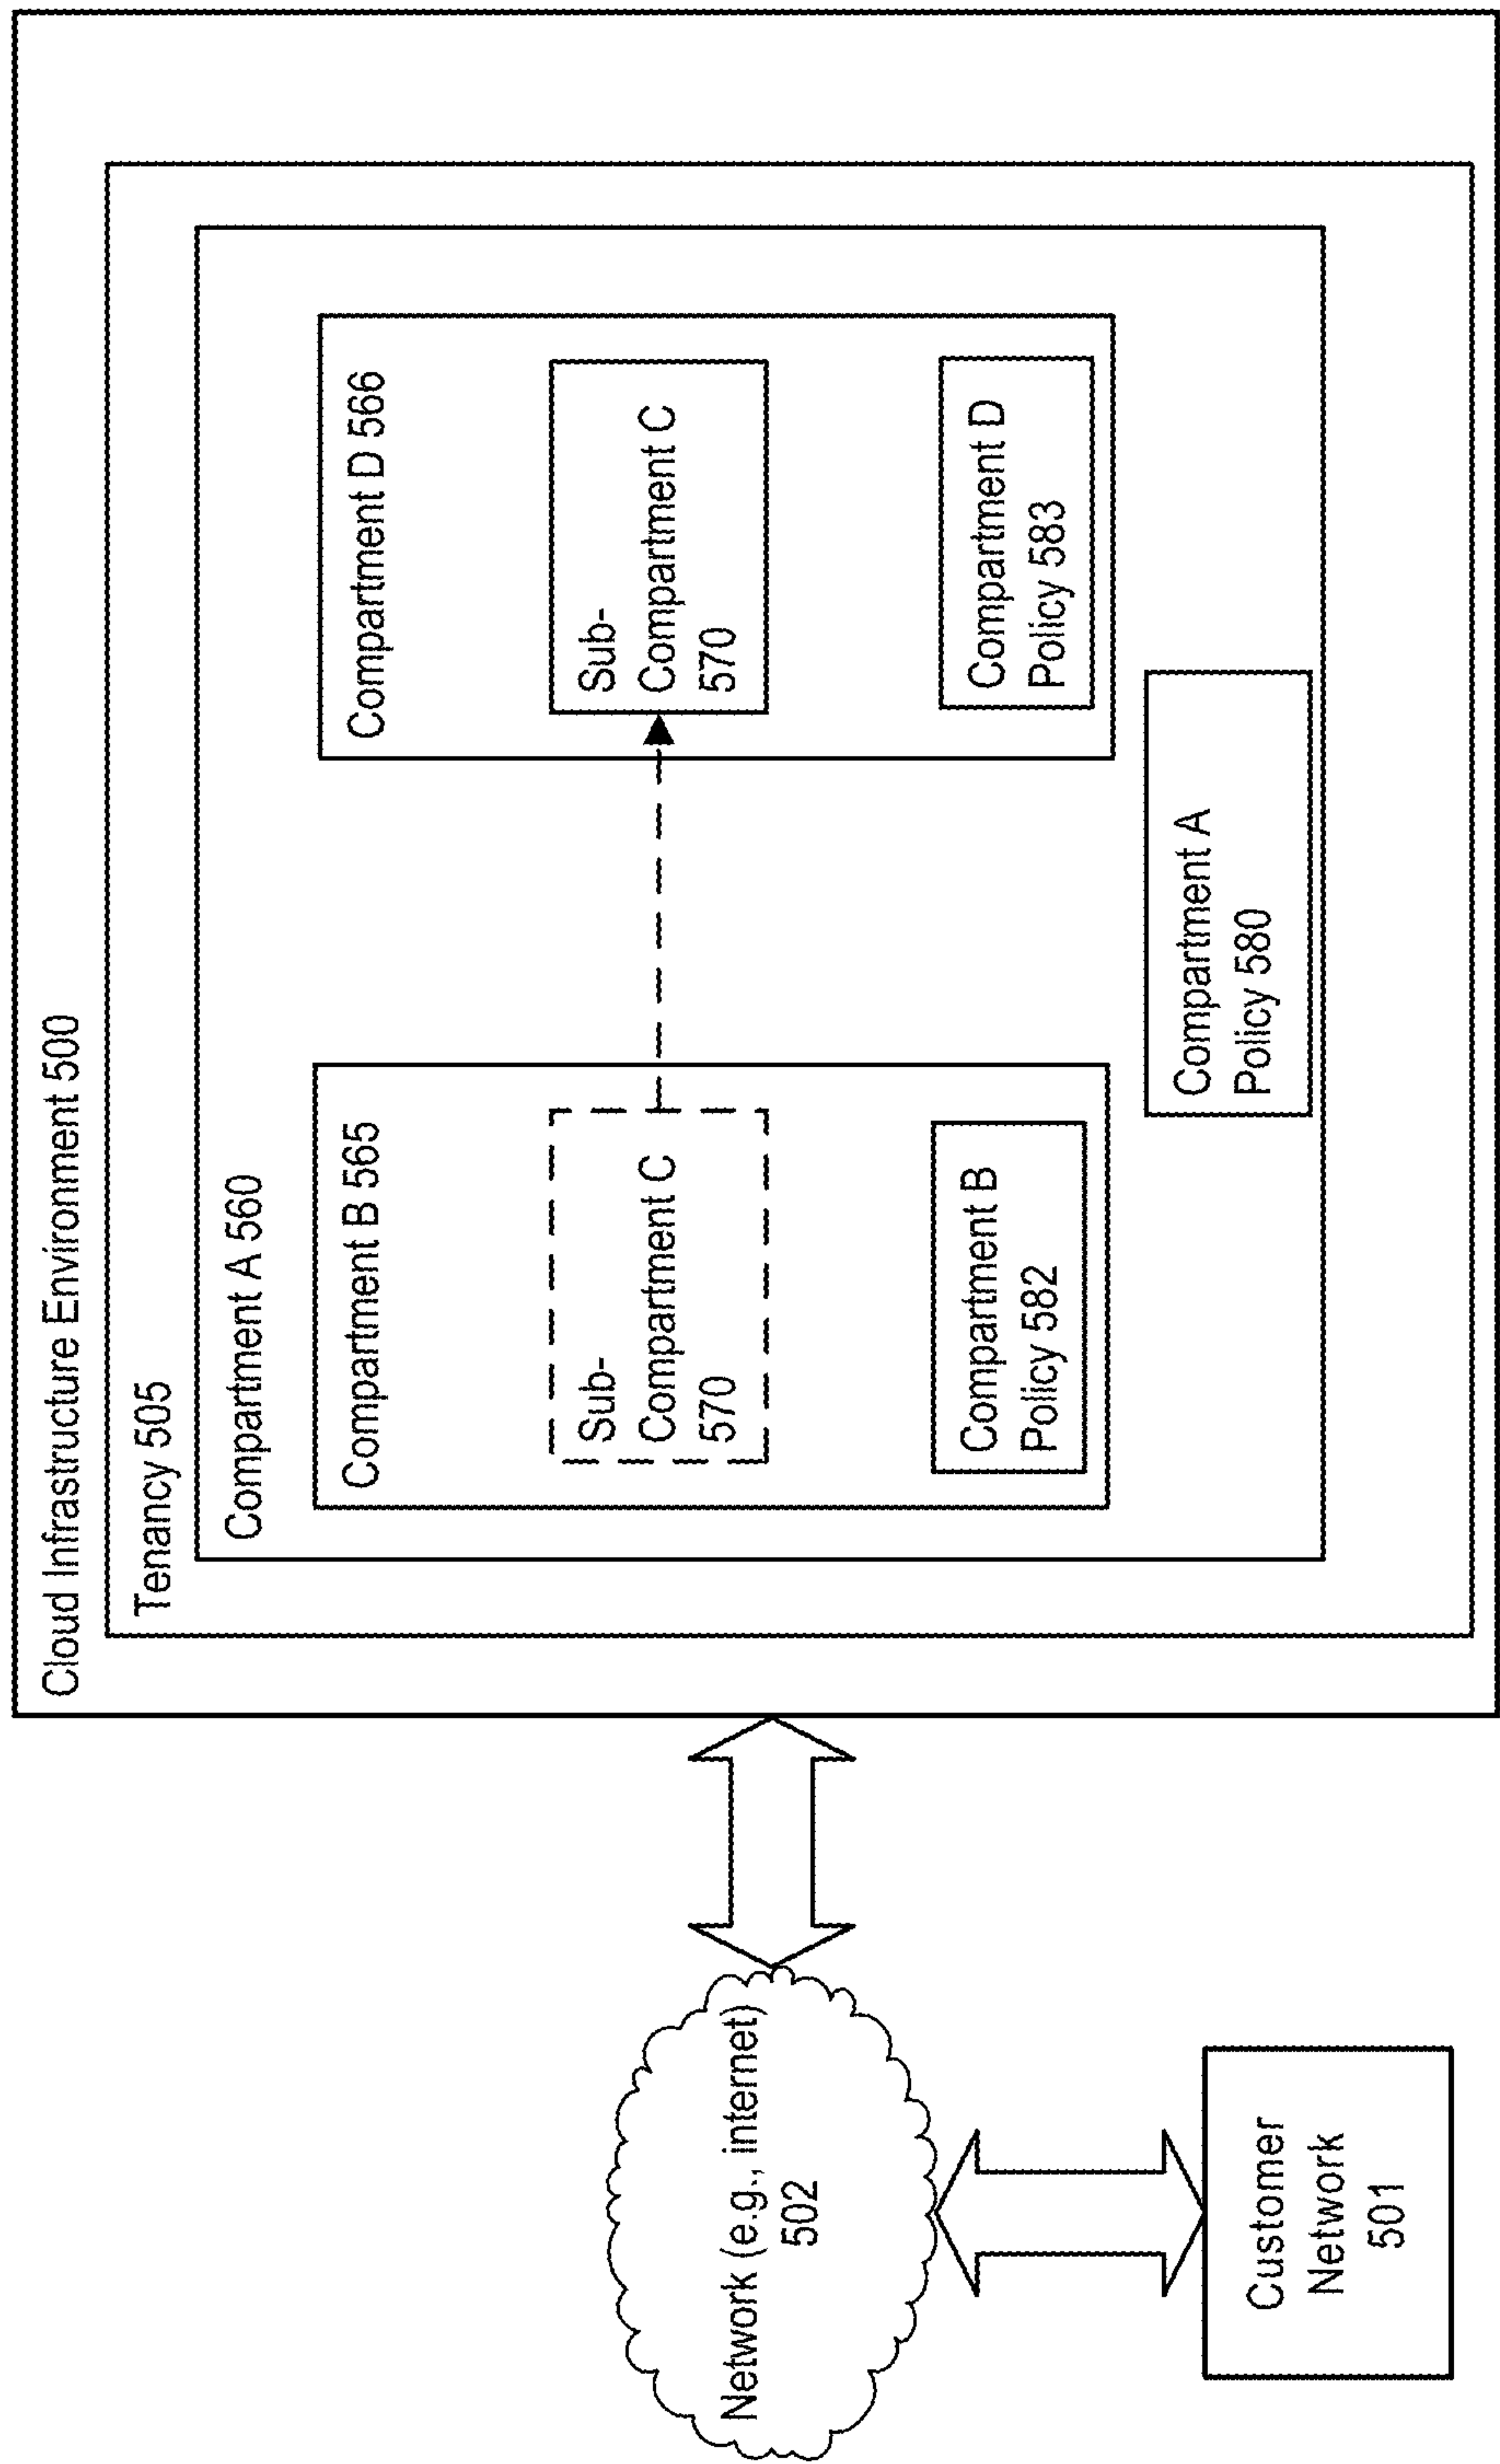 Cloud Infrastructure Environment 500
Tenancy 505
Compartment A 560
Compartment B 565
Sub-
Compartment C
570
Compartment B
Policy 582
Compartment D 566
Sub-
Compartment C
570
Compartment D
Policy 583
Compartment A
Policy 580
Network (e.g., internet)
502
Customer
Network
501